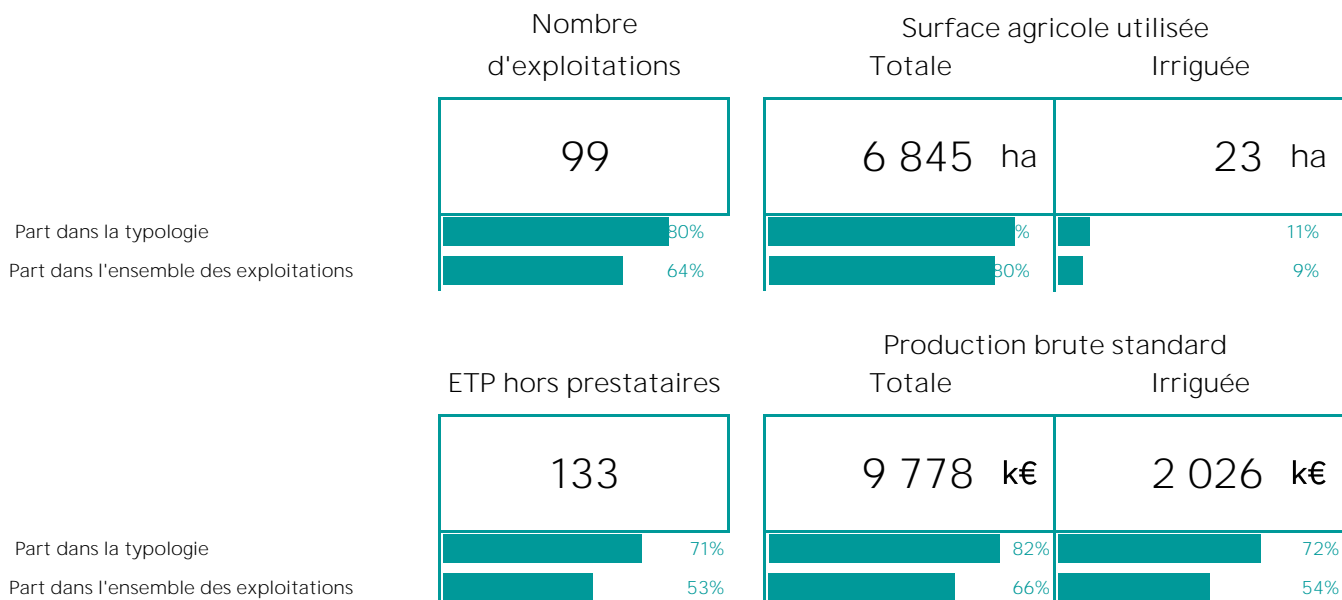 Nombre d'exploitations
Surface agricole utilisée
Totale Irriguée
99 6 845 ha 23 ha
Part dans la typologie 80% % 11%
Part dans l'ensemble des exploitations 64% 80% 9%
Production brute standard
ETP hors prestataires Totale Irriguée
133 9 778 k€ 2 026 k€
Part dans la typologie 71% 82% 72%
Part dans l'ensemble des exploitations 53% 66% 54%